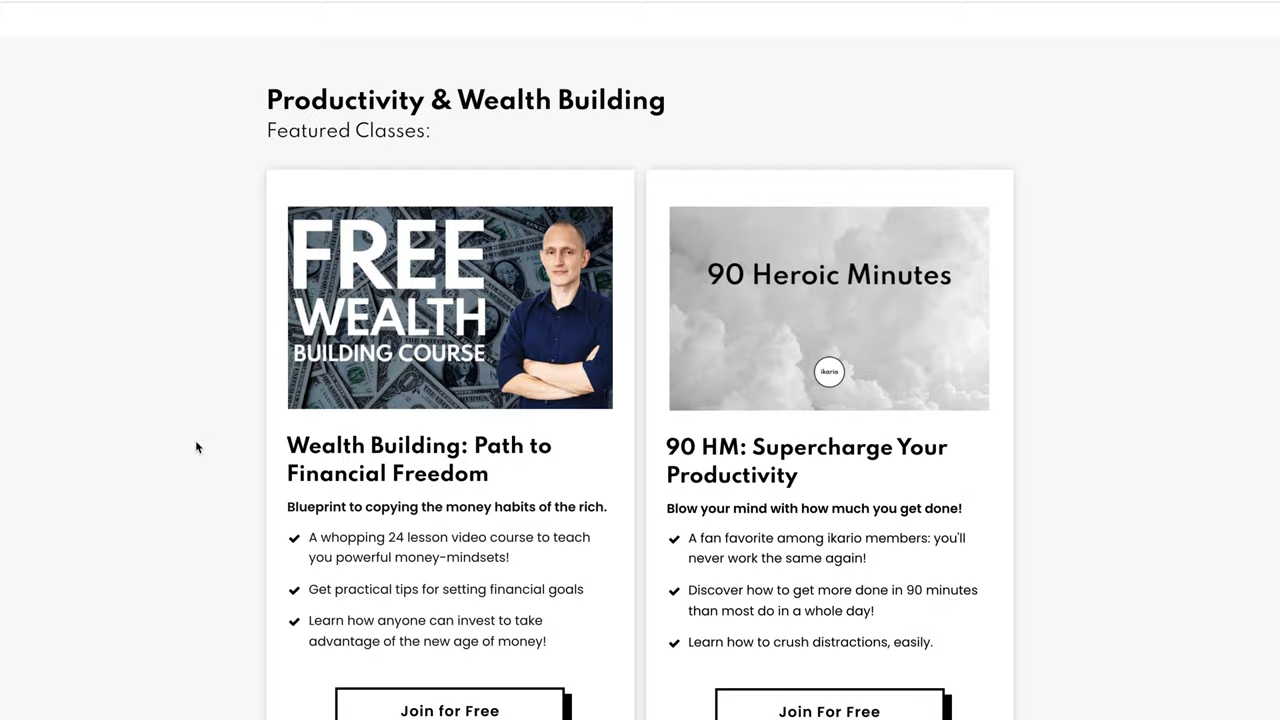 Productivity & Wealth Building
Featured Classes:
FREE
WEALTH
BUILDING COURSE
Wealth Building: Path to
Financial Freedom
Blueprint to copying the money habits of the rich.
A whopping 24 lesson video course to teach
you powerful money-mindsets!
Get practical tips for setting financial goals
Learn how anyone can invest to take
advantage of the new age of money!
Join for Free
90 Heroic Minutes
ikario
90 HM: Supercharge Your
Productivity
Blow your mind with how much you get done!
A fan favorite among ikario members: you'll
never work the same again!
Discover how to get more done in 90 minutes
than most do in a whole day!
Learn how to crush distractions, easily.
Join For Free